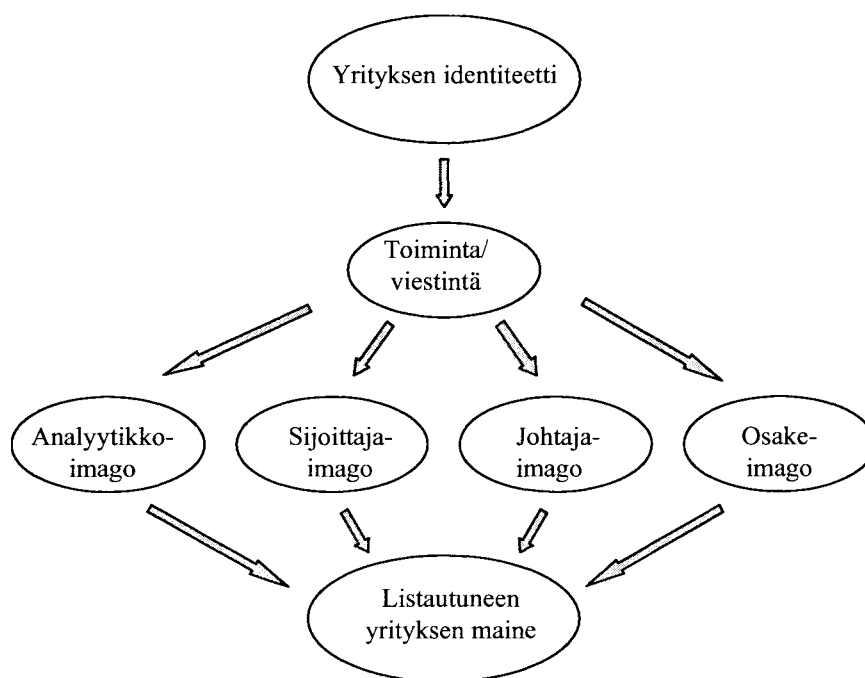 Yrityksen identiteetti
Toiminta/
viestintä
Analyytikko-
imago
Sijoittaja-
imago
Johtaja-
imago
Osake-
imago
Listautuneen
yrityksen maine